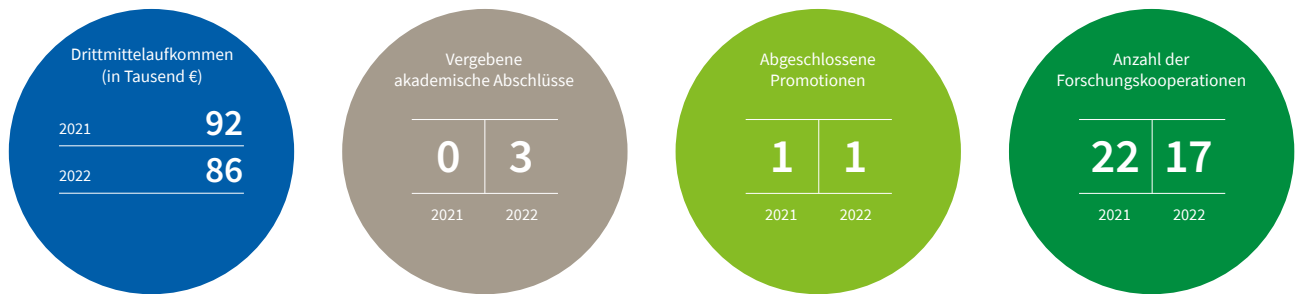 Drittmittelaufkommen
(in Tausend €)
2021 92
2022 86
Vergebene
akademische Abschlüsse
0 3
2021 2022
Abgeschlossene
Promotionen
1 1
2021 2022
Anzahl der
Forschungskooperationen
22 17
2021 2022